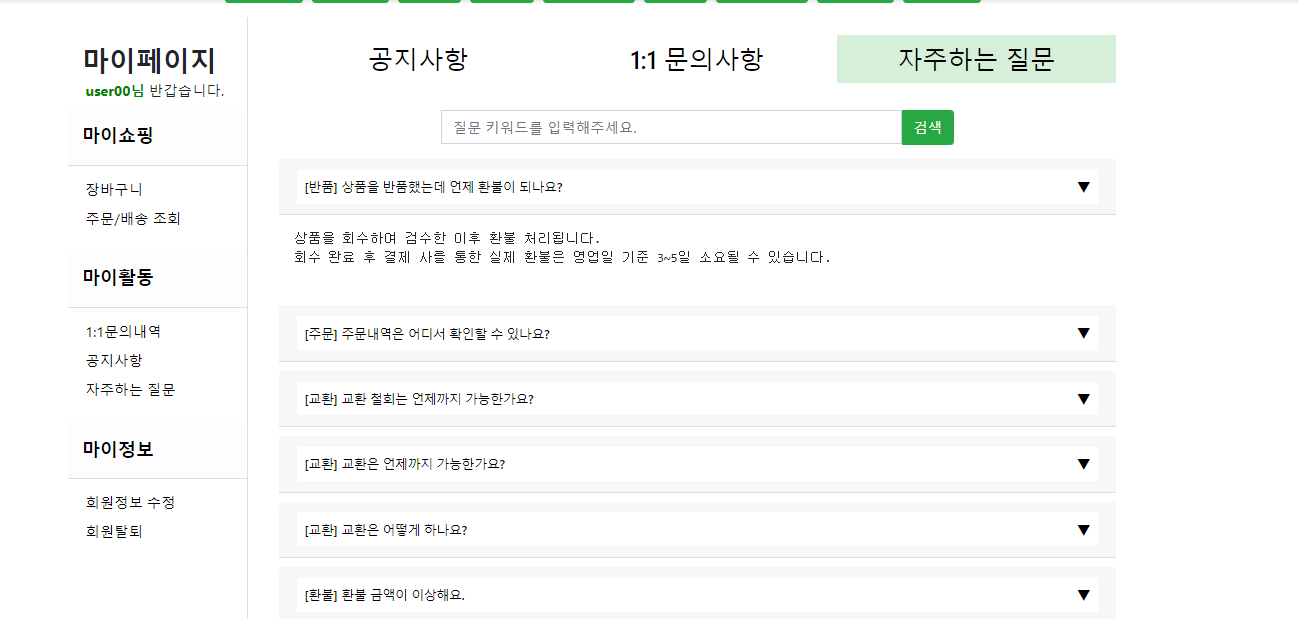 마이페이지
user00님 반갑습니다.
마이쇼핑
장바구니
주문/배송 조회
마이활동
1:1문의내역
공지사항
자주하는 질문
마이정보
회원정보 수정
회원탈퇴
공지사항
1:1 문의사항
자주하는 질문
질문 키워드를 입력해주세요.
검색
[반품] 상품을 반품했는데 언제 환불이 되나요?
▼
상품을 회수하며 검수한 이후 환불 처리됩니다.
회수 완료 후 결제 사를 통한 실제 환불은 영업일 기준 3~5일 소요될 수 있습니다.
[주문] 주문내역은 어디서 확인할 수 있나요?
▼
[교환] 교환 철회는 언제까지 가능한가요?
▼
[교환] 교환은 언제까지 가능한가요?
▼
[교환] 교환은 어떻게 하나요?
▼
[환불] 환불 금액이 이상해요.
▼